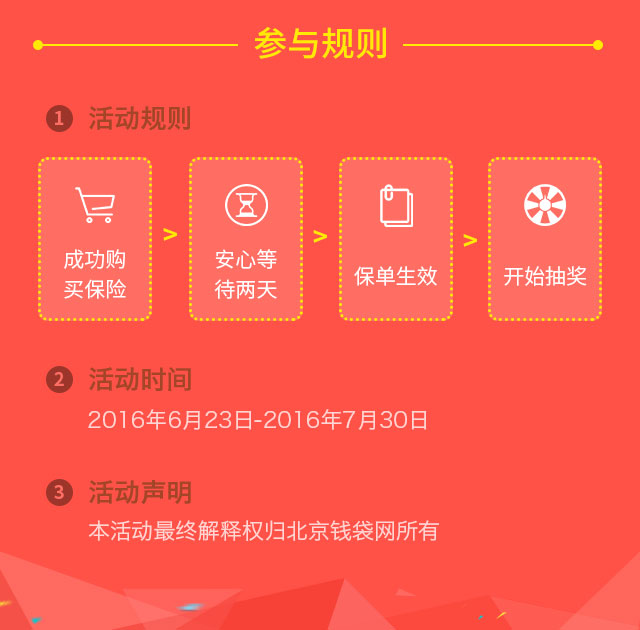 参与规则
1 活动规则
成功购
买保险
>
安心等
待两天
>
保单生效
>
开始抽奖
2 活动时间
2016年6月23日-2016年7月30日
3 活动声明
本活动最终解释权归北京钱袋网所有